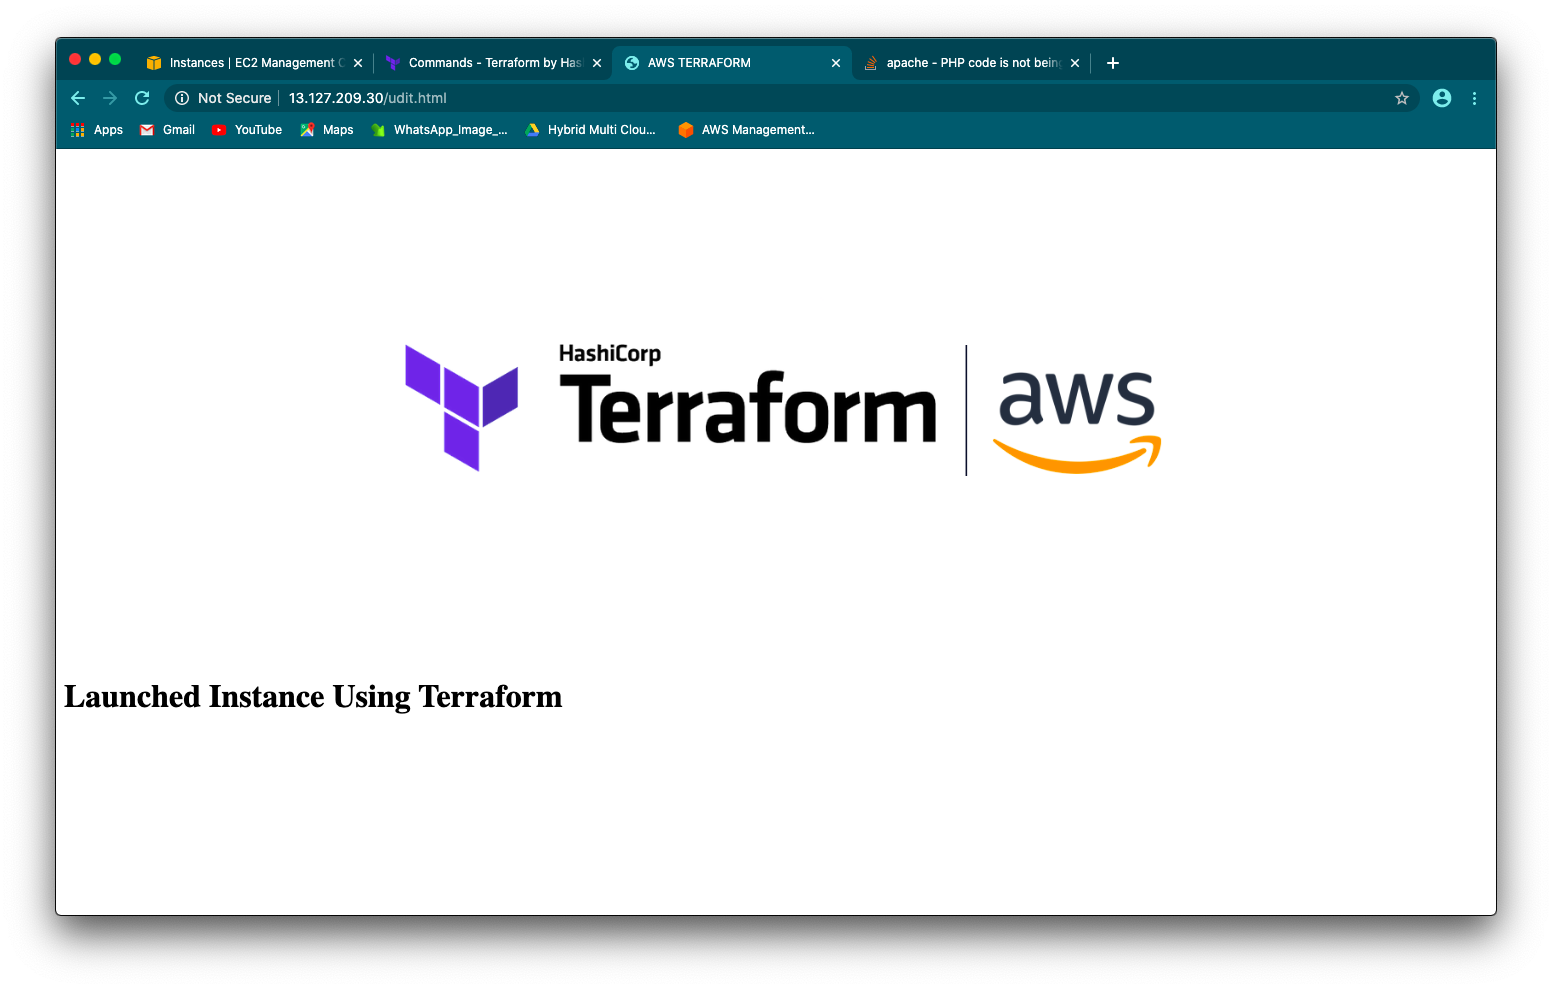 Instances | EC2 Management C
Commands - Terraform by Has
AWS TERRAFORM
apache - PHP code is not being
Not Secure | 13.127.209.30/udit.html
Apps Gmail YouTube Maps WhatsApp_Image_... Hybrid Multi Clou... AWS Management...
HashiCorp
Terraform
aws
Launched Instance Using Terraform